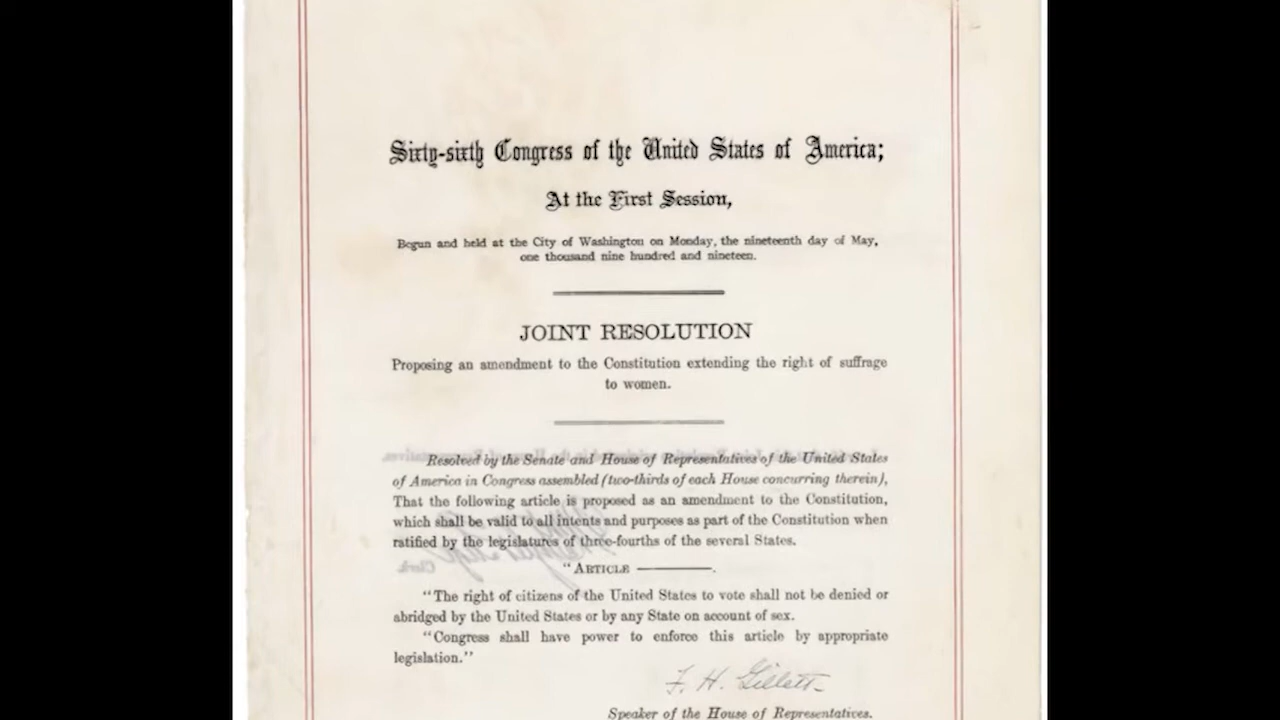 Sixty-sixth Congress of the United States of America;
At the First Session,
Begun and held at the City of Washington on Monday, the nineteenth day of May,
one thousand nine hundred and nineteen.
JOINT RESOLUTION
Proposing an amendment to the Constitution extending the right of suffrage
to women.
Resolved by the Senate and House of Representatives of the United States
of America in Congress assembled (two-thirds of each House concurring therein),
That the following article is proposed as an amendment to the Constitution,
which shall be valid to all intents and purposes as part of the Constitution when
ratified by the legislatures of three-fourths of the several States.
"ARTICLE ———.
"The right of citizens of the United States to vote shall not be denied or
abridged by the United States or by any State on account of sex.
"Congress shall have power to enforce this article by appropriate
legislation."
F. H. Gillett
Speaker of the House of Representatives.